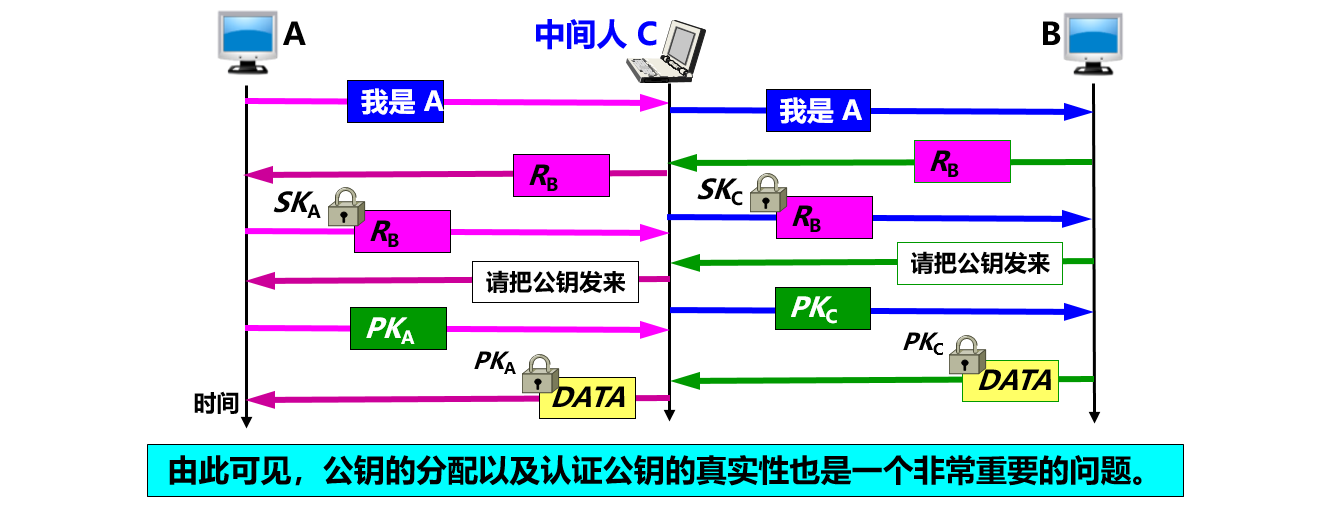 A
中间人 C
B
我是 A
我是 A
R_B
R_B
SK_C
SK_A
R_B
R_B
请把公钥发来
请把公钥发来
PK_C
PK_A
PK_C
PK_A
DATA
DATA
时间
由此可见，公钥的分配以及认证公钥的真实性也是一个非常重要的问题。